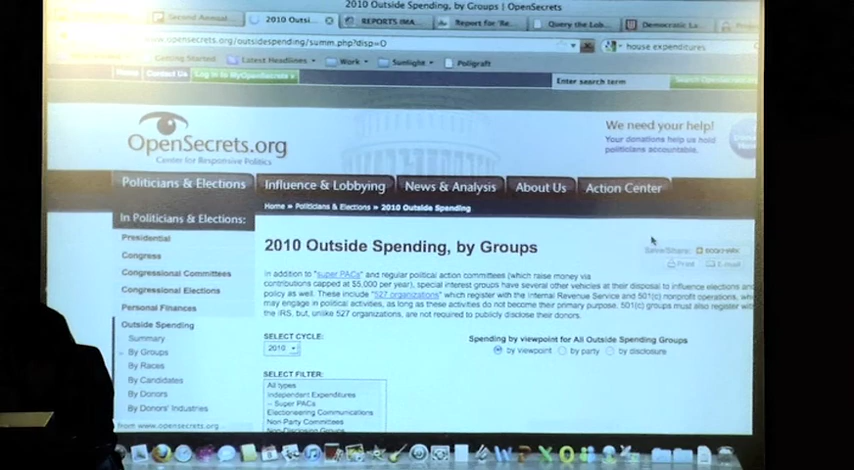 2010 Outside Spending, by Groups | OpenSecrets
Second Annual
2010 Outsi...
REPORTS IMA...
Report for 'Re...
Query the Lob...
Democratic La...
www.opensecrets.org/outsidespending/summ.php?disp=O
house expenditures
Getting Started
Latest Headlines
Work
Sunlight
Poligraft
Home
Contact Us
Log in to MyOpenSecrets
Enter search term
OpenSecrets.org
Center for Responsive Politics
We need your help!
Your donations help us hold
politicians accountable.
Politicians & Elections
Influence & Lobbying
News & Analysis
About Us
Action Center
Home » Politicians & Elections » 2010 Outside Spending
In Politicians & Elections:
Presidential
Congress
Congressional Committees
Congressional Elections
Personal Finances
Outside Spending
Summary
By Groups
By Races
By Candidates
By Donors
By Donors' Industries
2010 Outside Spending, by Groups
Save/Share:
BOOKMARK
Print
E-mail
In addition to "super PACs" and regular political action committees (which raise money via
contributions capped at $5,000 per year), special interest groups have several other vehicles at their disposal to influence elections and
policy as well. These include "527 organizations" which register with the Internal Revenue Service and 501(c) nonprofit operations, which
may engage in political activities, as long as these activities do not become their primary purpose. 501(c) groups must also register with
the IRS, but, unlike 527 organizations, are not required to publicly disclose their donors.
SELECT CYCLE:
2010
Spending by viewpoint for All Outside Spending Groups
by viewpoint
by party
by disclosure
SELECT FILTER:
All types
Independent Expenditures
-- Super PACs
Electioneering Communications
Non-Party Committees
Non-Disclosing Groups
from www.opensecrets.org